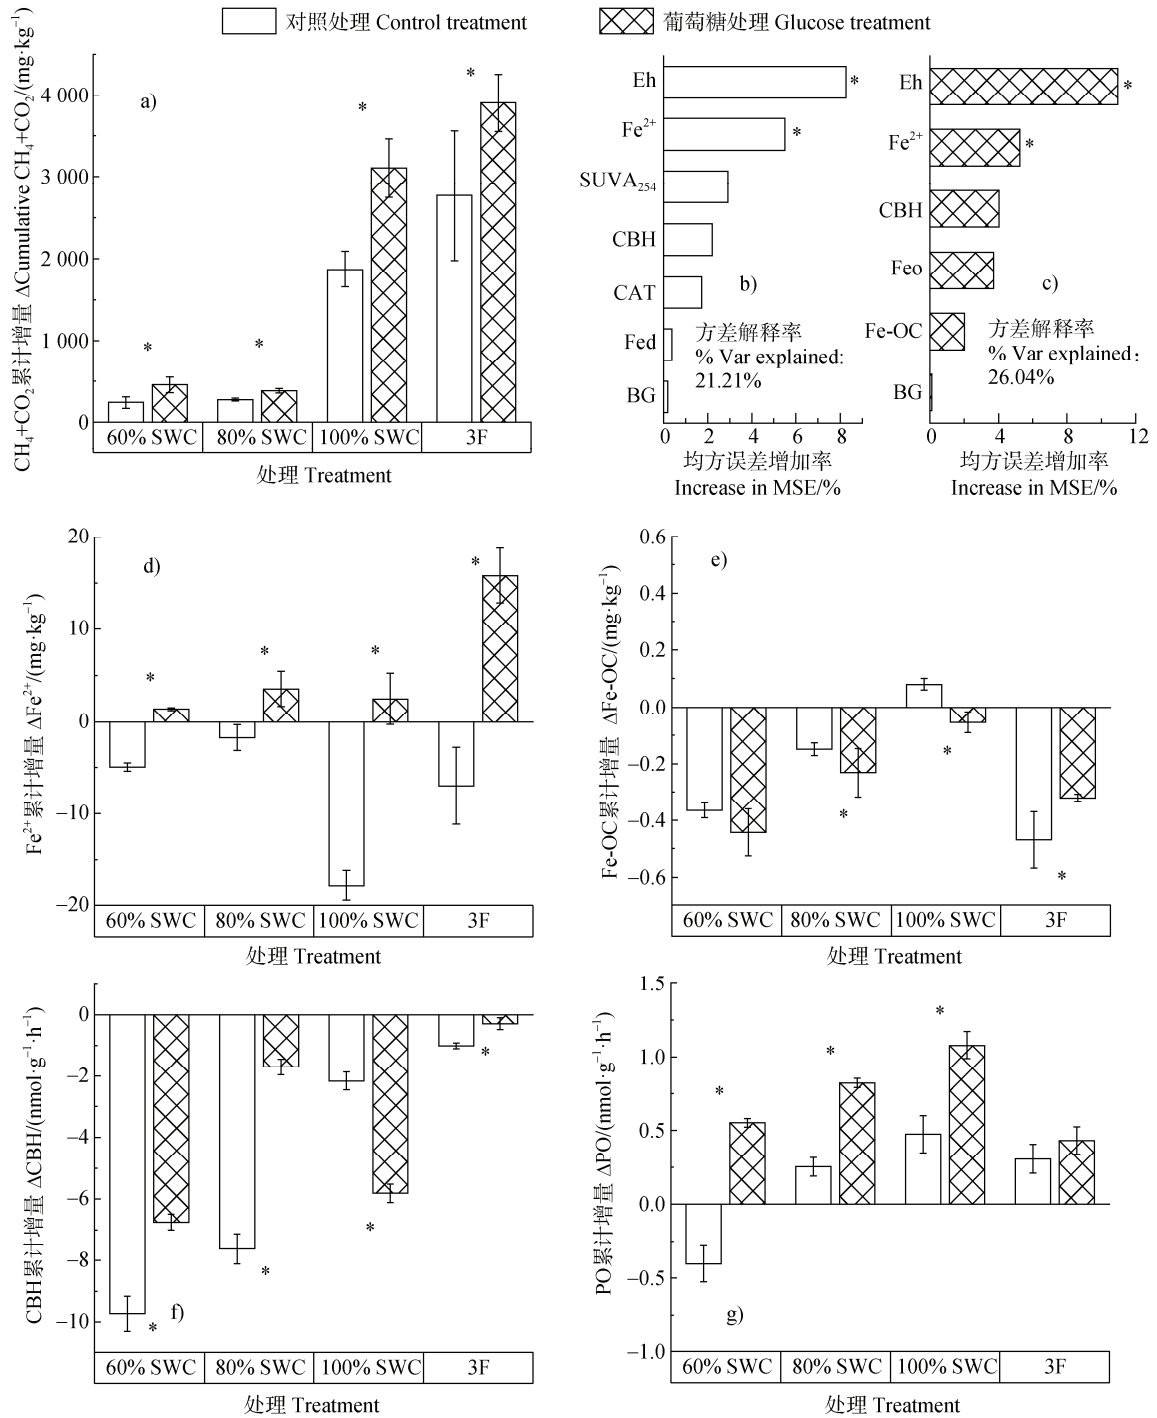 对照处理 Control treatment
葡萄糖处理 Glucose treatment
CH₄+CO₂累计增量 ΔCumulative CH₄+CO₂/(mg·kg⁻¹)
4 000
3 000
2 000
1 000
0
a)
*
*
*
*
60% SWC 80% SWC 100% SWC 3F
处理 Treatment
Eh *
Fe²⁺ *
SUVA₂₅₄
CBH
CAT
Fed
BG
b)
方差解释率
% Var explained:
21.21%
0 2 4 6 8
均方误差增加率
Increase in MSE/%
Eh *
Fe²⁺ *
CBH
Feo
Fe-OC
BG
c)
方差解释率
% Var explained：
26.04%
0 4 8 12
均方误差增加率
Increase in MSE/%
Fe²⁺累计增量 ΔFe²⁺/(mg·kg⁻¹)
20
10
0
−10
−20
d)
*
*
*
*
60% SWC 80% SWC 100% SWC 3F
处理 Treatment
Fe-OC累计增量 ΔFe-OC/(mg·kg⁻¹)
0.6
0.4
0.2
0.0
−0.2
−0.4
−0.6
e)
*
*
*
60% SWC 80% SWC 100% SWC 3F
处理 Treatment
CBH累计增量 ΔCBH/(nmol·g⁻¹·h⁻¹)
0
−2
−4
−6
−8
−10
f)
*
*
*
*
60% SWC 80% SWC 100% SWC 3F
处理 Treatment
PO累计增量 ΔPO/(nmol·g⁻¹·h⁻¹)
1.5
1.0
0.5
0.0
−0.5
−1.0
g)
*
*
*
60% SWC 80% SWC 100% SWC 3F
处理 Treatment